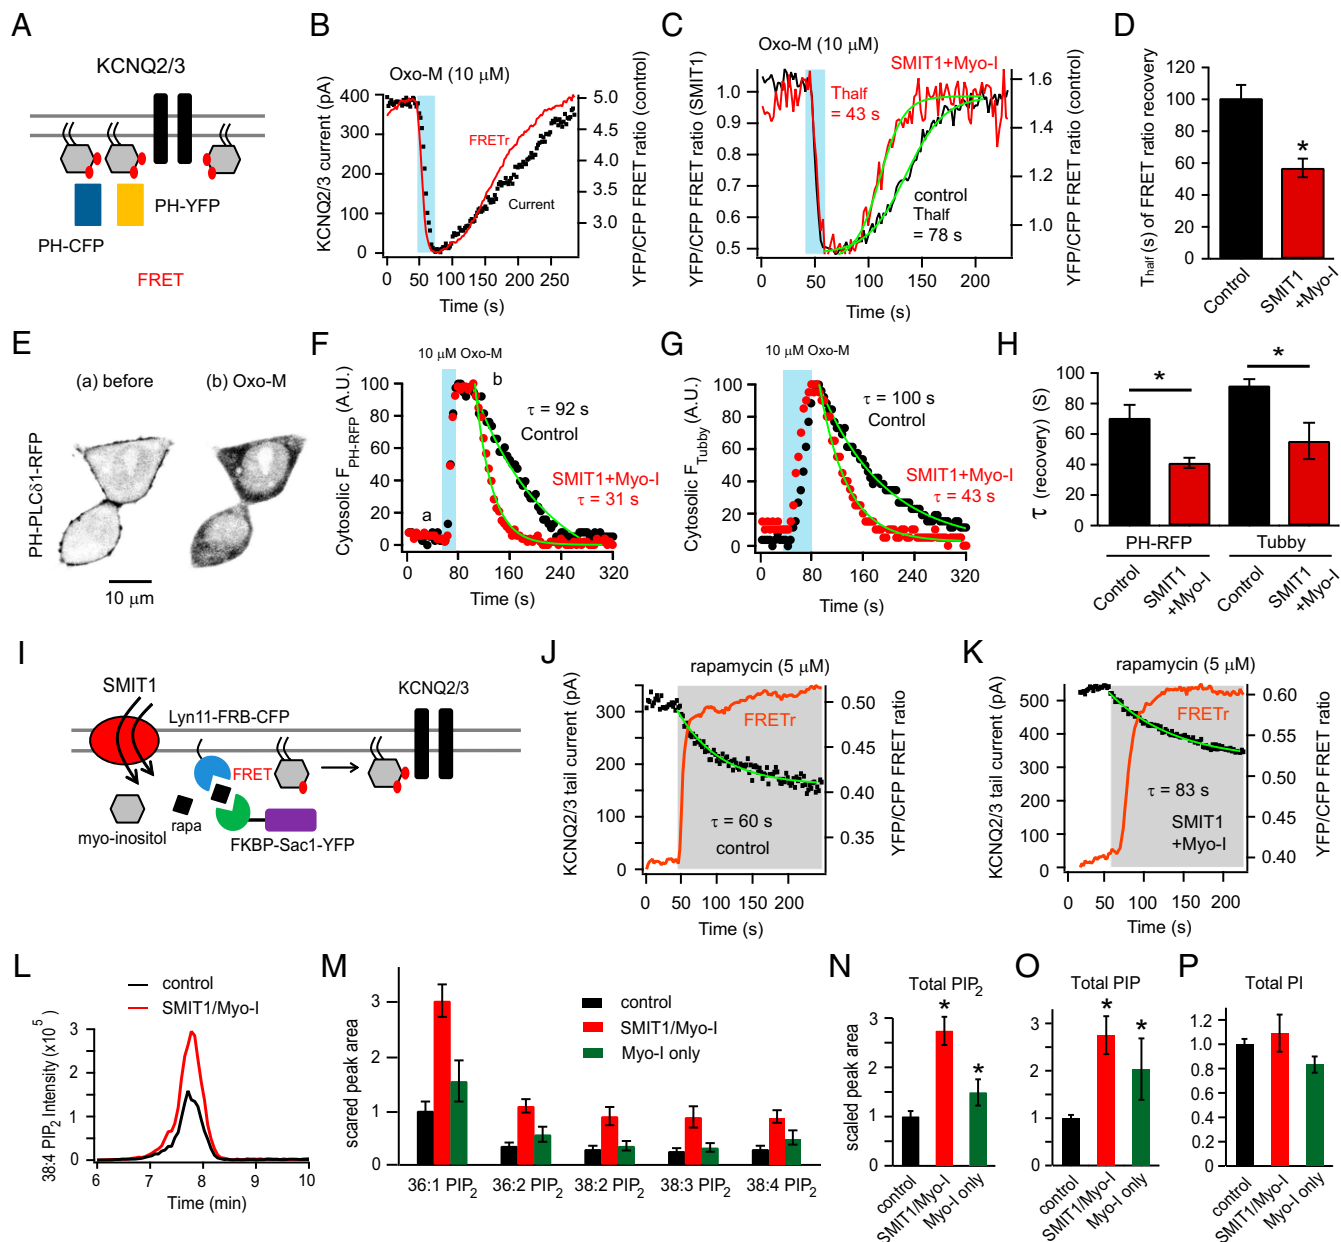 A
KCNQ2/3
PH-YFP
PH-CFP
FRET
B
Oxo-M (10 μM)
KCNQ2/3 current (pA)
400
300
200
100
0
FRETr
Current
5.0
4.5
4.0
3.5
3.0
YFP/CFP FRET ratio (control)
0 50 100 150 200 250
Time (s)
C
Oxo-M (10 μM)
SMIT1+Myo-I
YFP/CFP FRET ratio (SMIT1)
1.0
0.9
0.8
0.7
0.6
0.5
Thalf
= 43 s
control
Thalf
= 78 s
1.6
1.4
1.2
1.0
YFP/CFP FRET ratio (control)
0 50 100 150 200
Time (s)
D
Thalf (s) of FRET ratio recovery
120
100
80
60
40
20
0
*
Control
SMIT1
+Myo-I
E
(a) before
(b) Oxo-M
PH-PLCδ1-RFP
10 μm
F
10 μM Oxo-M
Cytosolic F PH-RFP (A.U.)
100
80
60
40
20
0
a
b
τ = 92 s
Control
SMIT1+Myo-I
τ = 31 s
0 80 160 240 320
Time (s)
G
10 μM Oxo-M
Cytosolic F Tubby (A.U.)
100
80
60
40
20
0
τ = 100 s
Control
SMIT1+Myo-I
τ = 43 s
0 80 160 240 320
Time (s)
H
τ (recovery) (S)
100
80
60
40
20
0
*
*
PH-RFP
Tubby
Control
SMIT1
+Myo-I
Control
SMIT1
+Myo-I
I
SMIT1
Lyn11-FRB-CFP
KCNQ2/3
FRET
myo-inositol
rapa
FKBP-Sac1-YFP
J
rapamycin (5 μM)
KCNQ2/3 tail current (pA)
300
250
200
150
100
50
0
FRETr
τ = 60 s
control
0.50
0.45
0.40
0.35
YFP/CFP FRET ratio
0 50 100 150 200
Time (s)
K
rapamycin (5 μM)
KCNQ2/3 tail current (pA)
500
400
300
200
100
0
FRETr
τ = 83 s
SMIT1
+Myo-I
0.60
0.55
0.50
0.45
0.40
YFP/CFP FRET ratio
0 50 100 150 200
Time (s)
L
control
SMIT1/Myo-I
38:4 PIP2 Intensity (x10^5)
3
2
1
0
6 7 8 9 10
Time (min)
M
scared peak area
3
2
1
0
control
SMIT1/Myo-I
Myo-I only
36:1 PIP2 36:2 PIP2 38:2 PIP2 38:3 PIP2 38:4 PIP2
N
Total PIP2
scaled peak area
3
2
1
0
*
*
control
SMIT1/Myo-I
Myo-I only
O
Total PIP
3
2
1
0
*
*
control
SMIT1/Myo-I
Myo-I only
P
Total PI
1.2
1.0
0.8
0.6
0.4
0.2
0
control
SMIT1/Myo-I
Myo-I only